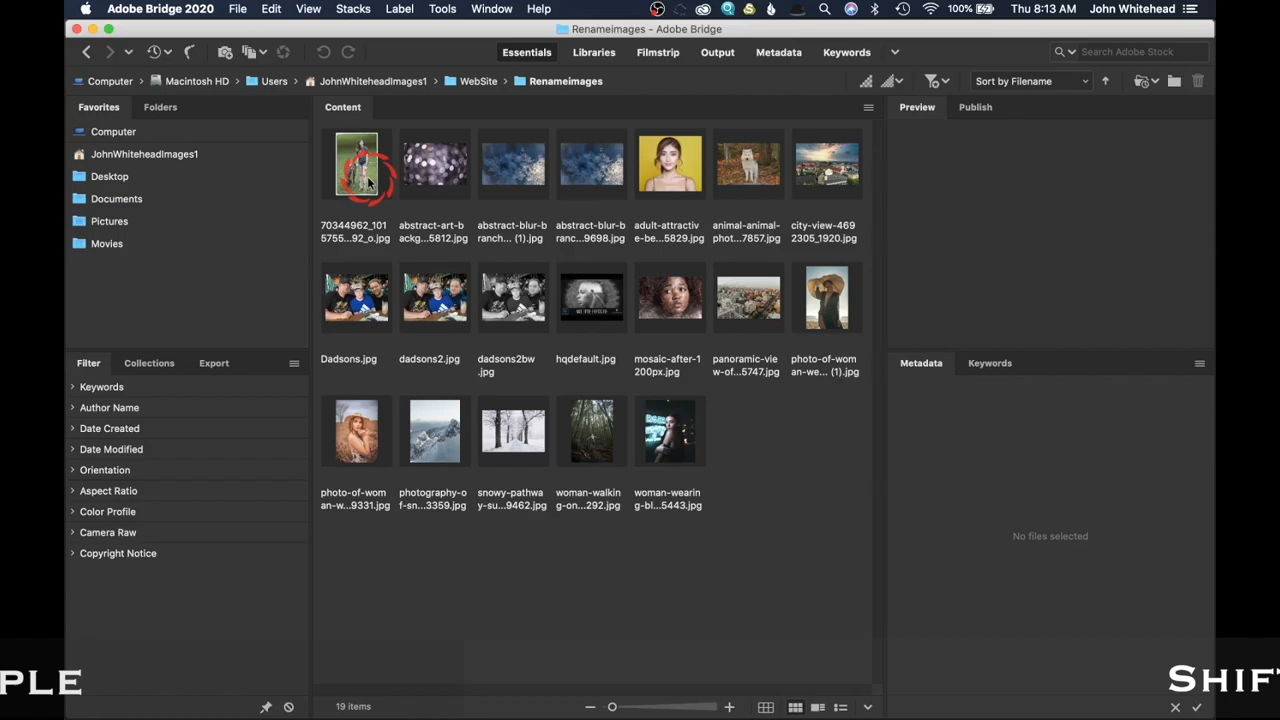 Adobe Bridge 2020 File Edit View Stacks Label Tools Window Help 100% Thu 8:13 AM John Whitehead
Renameimages – Adobe Bridge
Essentials Libraries Filmstrip Output Metadata Keywords Search Adobe Stock
Computer Macintosh HD Users JohnWhiteheadImages1 WebSite Renameimages Sort by Filename
Favorites Folders
Computer
JohnWhiteheadImages1
Desktop
Documents
Pictures
Movies
Filter Collections Export
Keywords
Author Name
Date Created
Date Modified
Orientation
Aspect Ratio
Color Profile
Camera Raw
Copyright Notice
Content
70344962_101 abstract-art-b abstract-blur-b abstract-blur-b adult-attractiv animal-animal- city-view-469
5755...92_o.jpg ackg...5812.jpg ranch... (1).jpg ranc...9698.jpg e-be...5829.jpg phot...7857.jpg 2305_1920.jpg
Dadsons.jpg dadsons2.jpg dadsons2bw hqdefault.jpg mosaic-after-1 panoramic-vie photo-of-wom
.jpg 200px.jpg w-of...5747.jpg an-we... (1).jpg
photo-of-wom photography-o snowy-pathwa woman-walkin woman-wearin
an-w...9331.jpg f-sn...3359.jpg y-su...9462.jpg g-on...292.jpg g-bl...5443.jpg
19 items
Preview Publish
Metadata Keywords
No files selected
PLE
SHIF